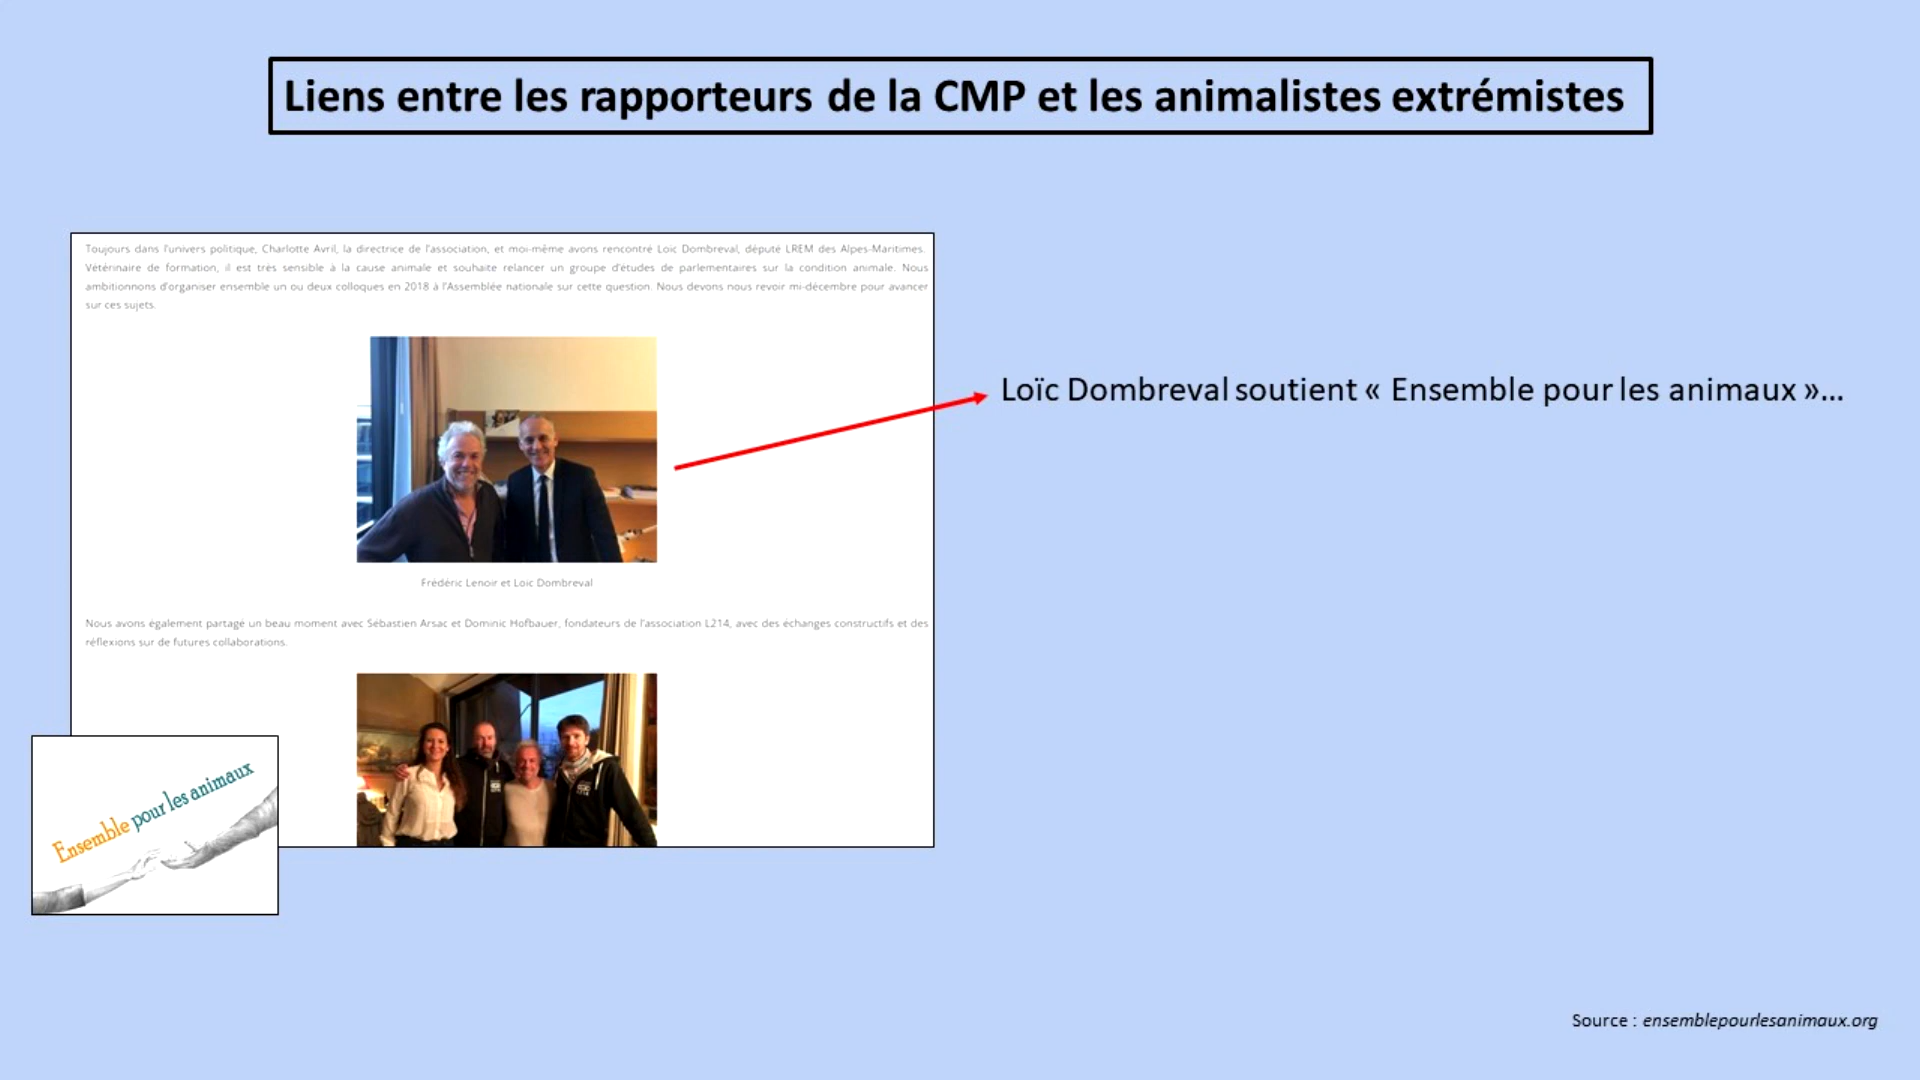 Liens entre les rapporteurs de la CMP et les animalistes extrémistes
Toujours dans l'univers politique, Charlotte Avril, la directrice de l'association, et moi-même avons rencontré Loïc Dombreval, député LREM des Alpes-Maritimes.
Vétérinaire de formation, il est très sensible à la cause animale et souhaite relancer un groupe d'études de parlementaires sur la condition animale. Nous
ambitionnons d'organiser ensemble un ou deux colloques en 2018 à l'Assemblée nationale sur cette question. Nous devons nous revoir mi-décembre pour avancer
sur ces sujets.
Loïc Dombreval soutient « Ensemble pour les animaux »...
Frédéric Lenoir et Loïc Dombreval
Nous avons également partagé un beau moment avec Sébastien Arsac et Dominic Hofbauer, fondateurs de l'association L214, avec des échanges constructifs et des
réflexions sur de futures collaborations.
Ensemble pour les animaux
Source : ensemblepourlesanimaux.org